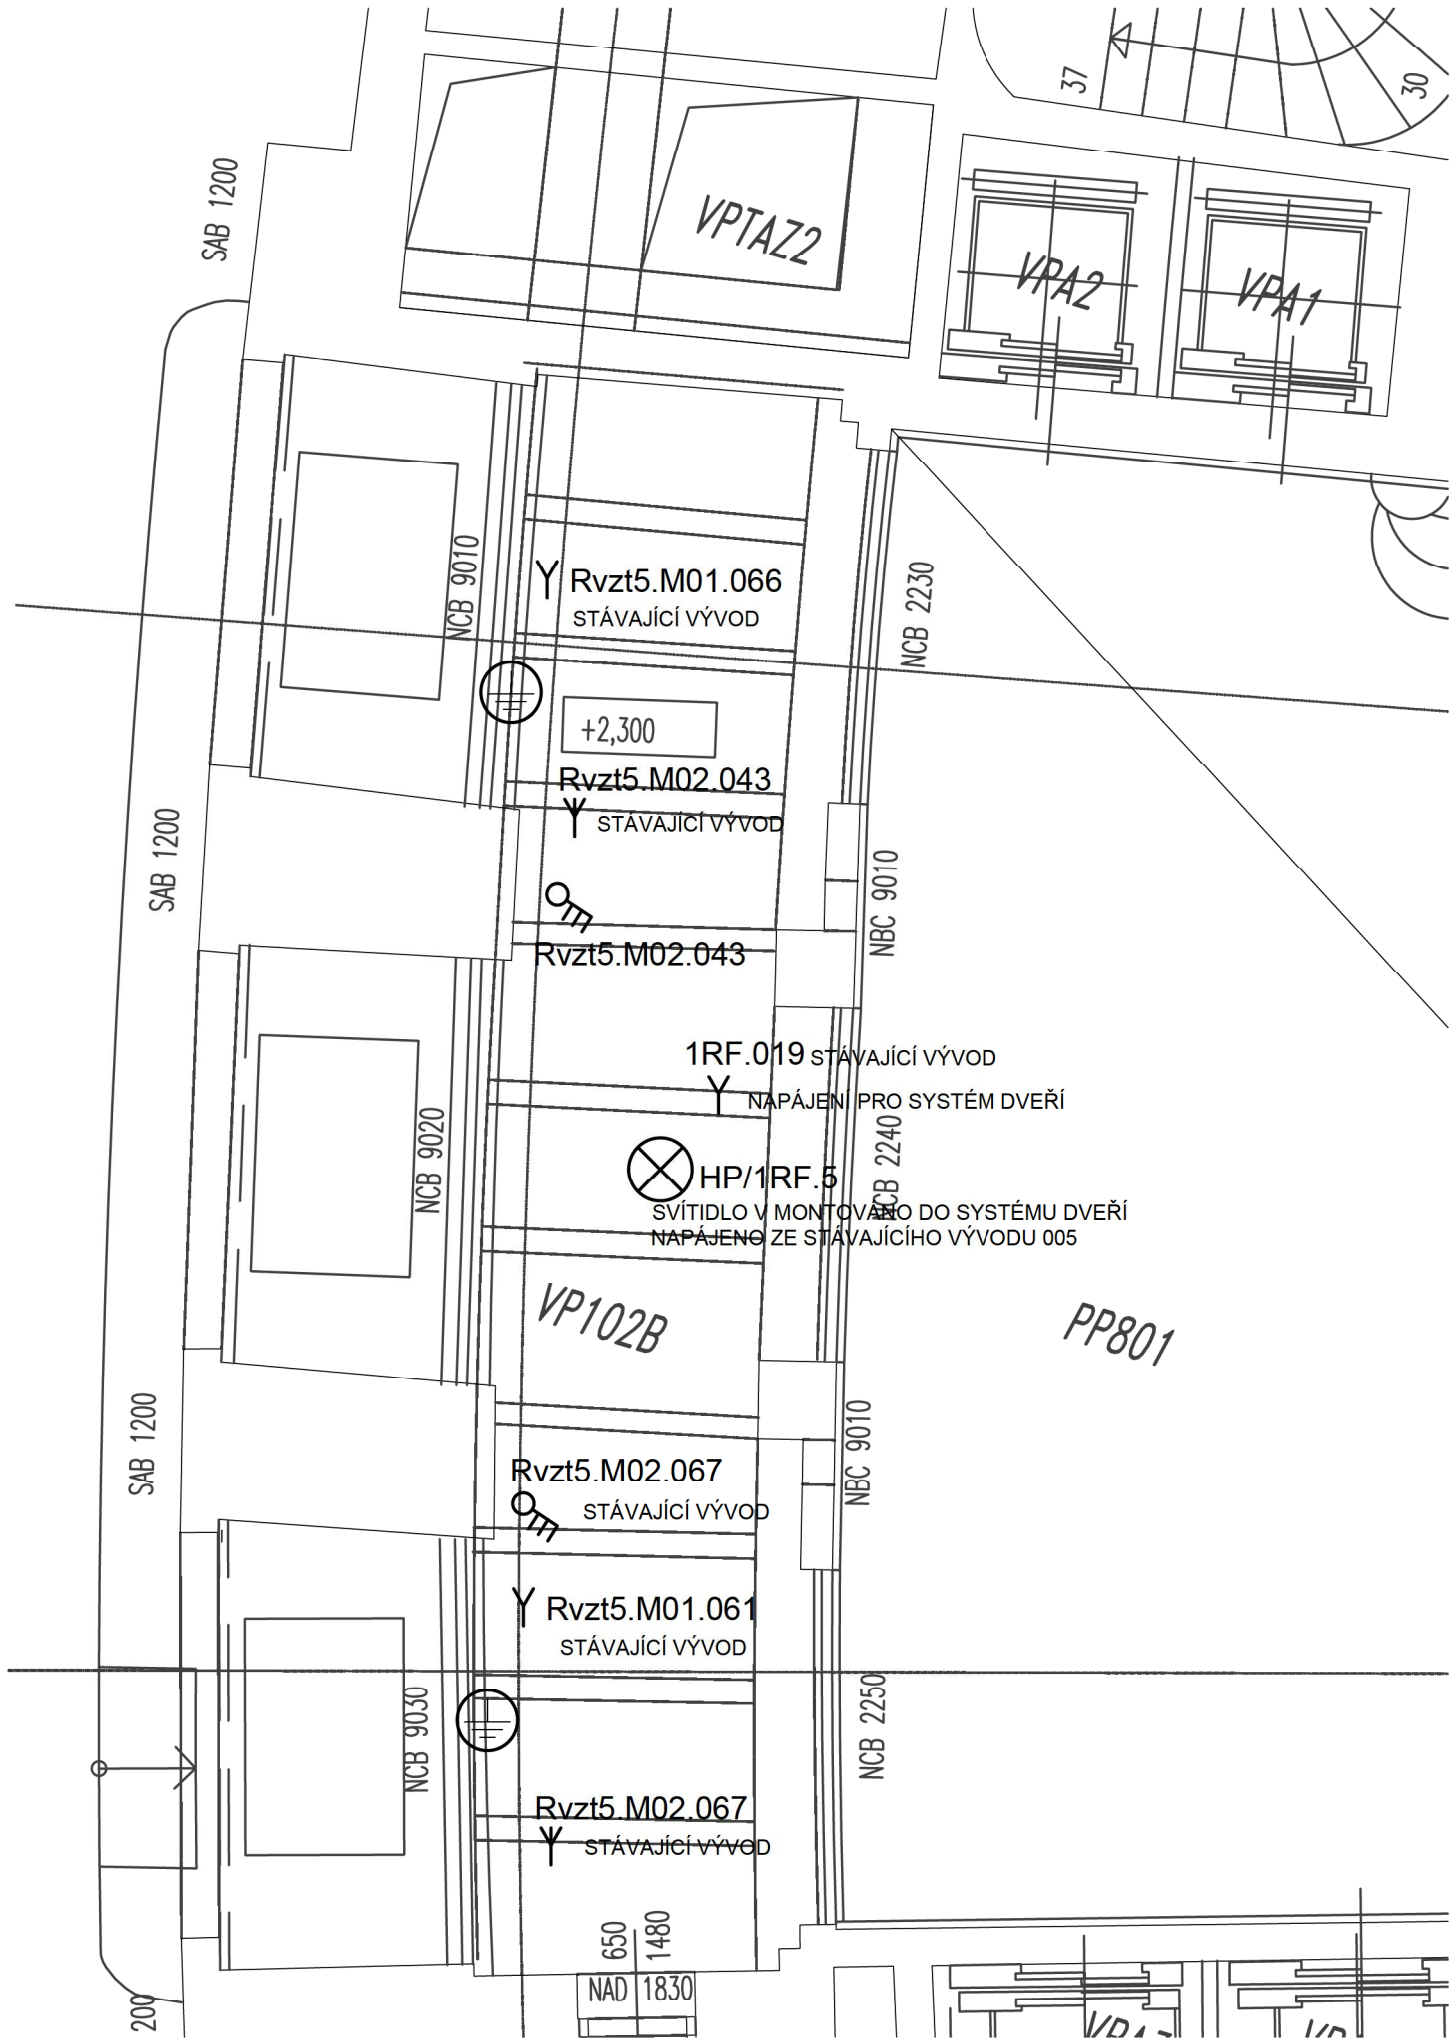 37
30
SAB 1200
VPTAZ2
VPA2
VPA1
NCB 9010
Rvzt5.M01.066
STÁVAJÍCÍ VÝVOD
NCB 2230
+2,300
Rvzt5.M02.043
STÁVAJÍCÍ VÝVOD
SAB 1200
NBC 9010
Rvzt5.M02.043
1RF.019 STÁVAJÍCÍ VÝVOD
NAPÁJENÍ PRO SYSTÉM DVEŘÍ
NCB 9020
NCB 2240
HP/1RF.5
SVÍTIDLO V MONTOVÁNO DO SYSTÉMU DVEŘÍ
NAPÁJENO ZE STÁVAJÍCÍHO VÝVODU 005
VP102B
PP801
SAB 1200
NBC 9010
Rvzt5.M02.067
STÁVAJÍCÍ VÝVOD
Rvzt5.M01.061
STÁVAJÍCÍ VÝVOD
NCB 9030
NCB 2250
Rvzt5.M02.067
STÁVAJÍCÍ VÝVOD
650
1480
NAD 1830
200